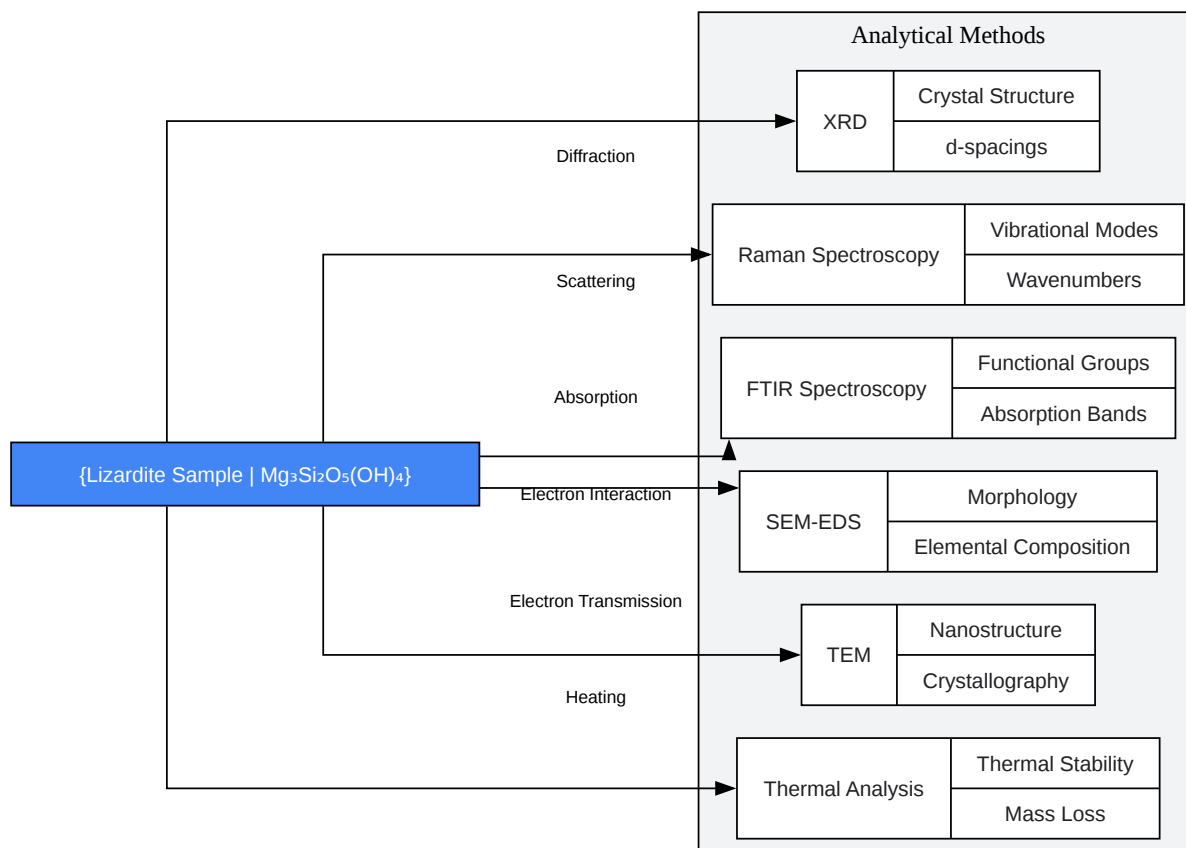 Analytical Methods
XRD
Crystal Structure
d-spacings
Diffraction
Raman Spectroscopy
Vibrational Modes
Wavenumbers
Scattering
FTIR Spectroscopy
Functional Groups
Absorption Bands
Absorption
{Lizardite Sample | Mg₃Si₂O₅(OH)₄}
Electron Interaction
SEM-EDS
Morphology
Elemental Composition
Electron Transmission
TEM
Nanostructure
Crystallography
Heating
Thermal Analysis
Thermal Stability
Mass Loss